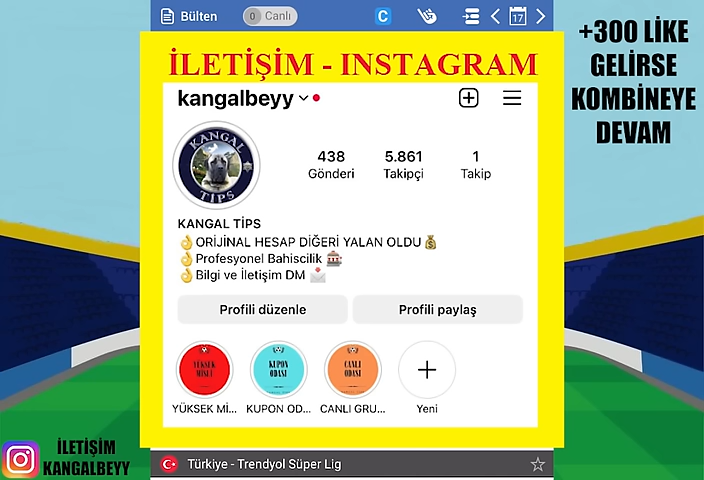 Bülten
0 Canlı
C
17
+300 LİKE
GELİRSE
KOMBİNEYE
DEVAM
İLETİŞİM - INSTAGRAM
kangalbeyy
KANGAL
TİPS
438
Gönderi
5.861
Takipçi
1
Takip
KANGAL TİPS
👌ORİJİNAL HESAP DİĞERİ YALAN OLDU💰
👌Profesyonel Bahiscilik 🎰
👌Bilgi ve İletişim DM 📩
Profili düzenle
Profili paylaş
YÜKSEK
KUPON
ODASI
CANLI
ODASI
YÜKSEK Mİ...
KUPON OD...
CANLI GRU...
Yeni
İLETİŞİM
KANGALBEYY
Türkiye - Trendyol Süper Lig